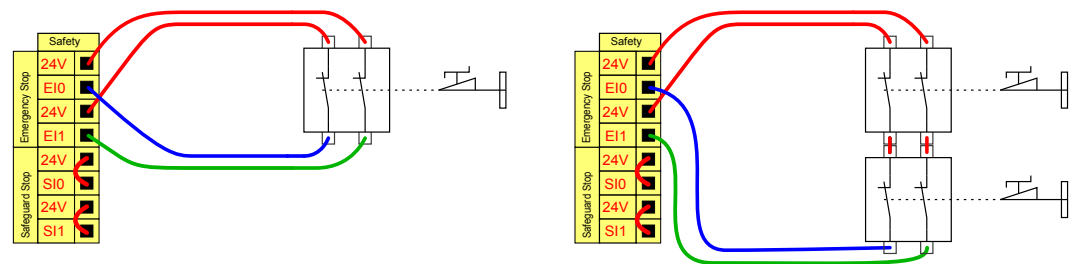 Safety
Emergency Stop
24V
EI0
24V
EI1
Safeguard Stop
24V
SI0
24V
SI1
Safety
Emergency Stop
24V
EI0
24V
EI1
Safeguard Stop
24V
SI0
24V
SI1